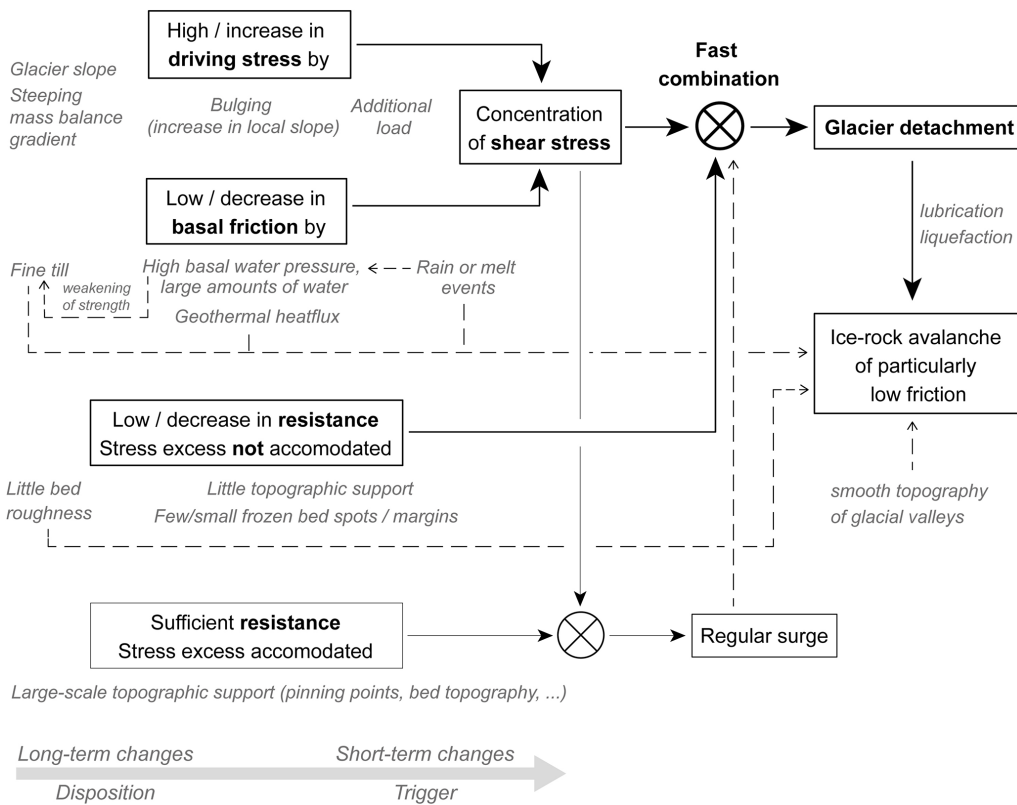 High / increase in
driving stress by
Fast
combination
Glacier slope
Steeping
mass balance
gradient
Bulging
(increase in local slope)
Additional
load
Concentration
of shear stress
Glacier detachment
Low / decrease in
basal friction by
lubrication
liquefaction
Fine till
weakening
of strength
High basal water pressure,
large amounts of water
Rain or melt
events
Geothermal heatflux
Ice-rock avalanche
of particularly
low friction
Low / decrease in resistance
Stress excess not accomodated
Little bed
roughness
Little topographic support
Few/small frozen bed spots / margins
smooth topography
of glacial valleys
Sufficient resistance
Stress excess accomodated
Regular surge
Large-scale topographic support (pinning points, bed topography, ...)
Long-term changes
Short-term changes
Disposition
Trigger